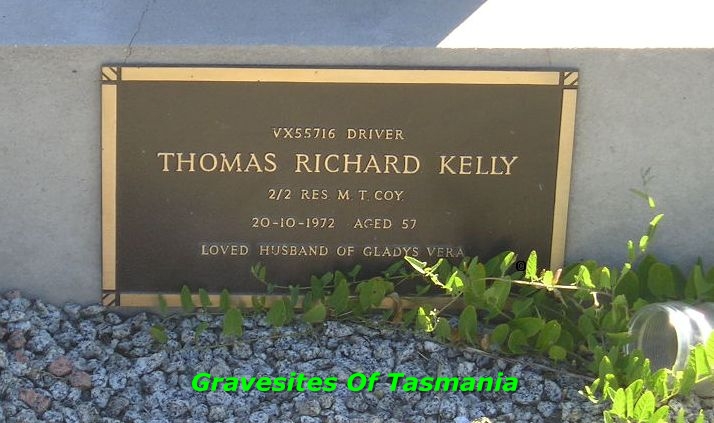 VX55716 DRIVER
THOMAS RICHARD KELLY
2/2 RES M. T. COY.
20-10-1972 AGED 57
LOVED HUSBAND OF GLADYS VERA
©
Gravesites Of Tasmania